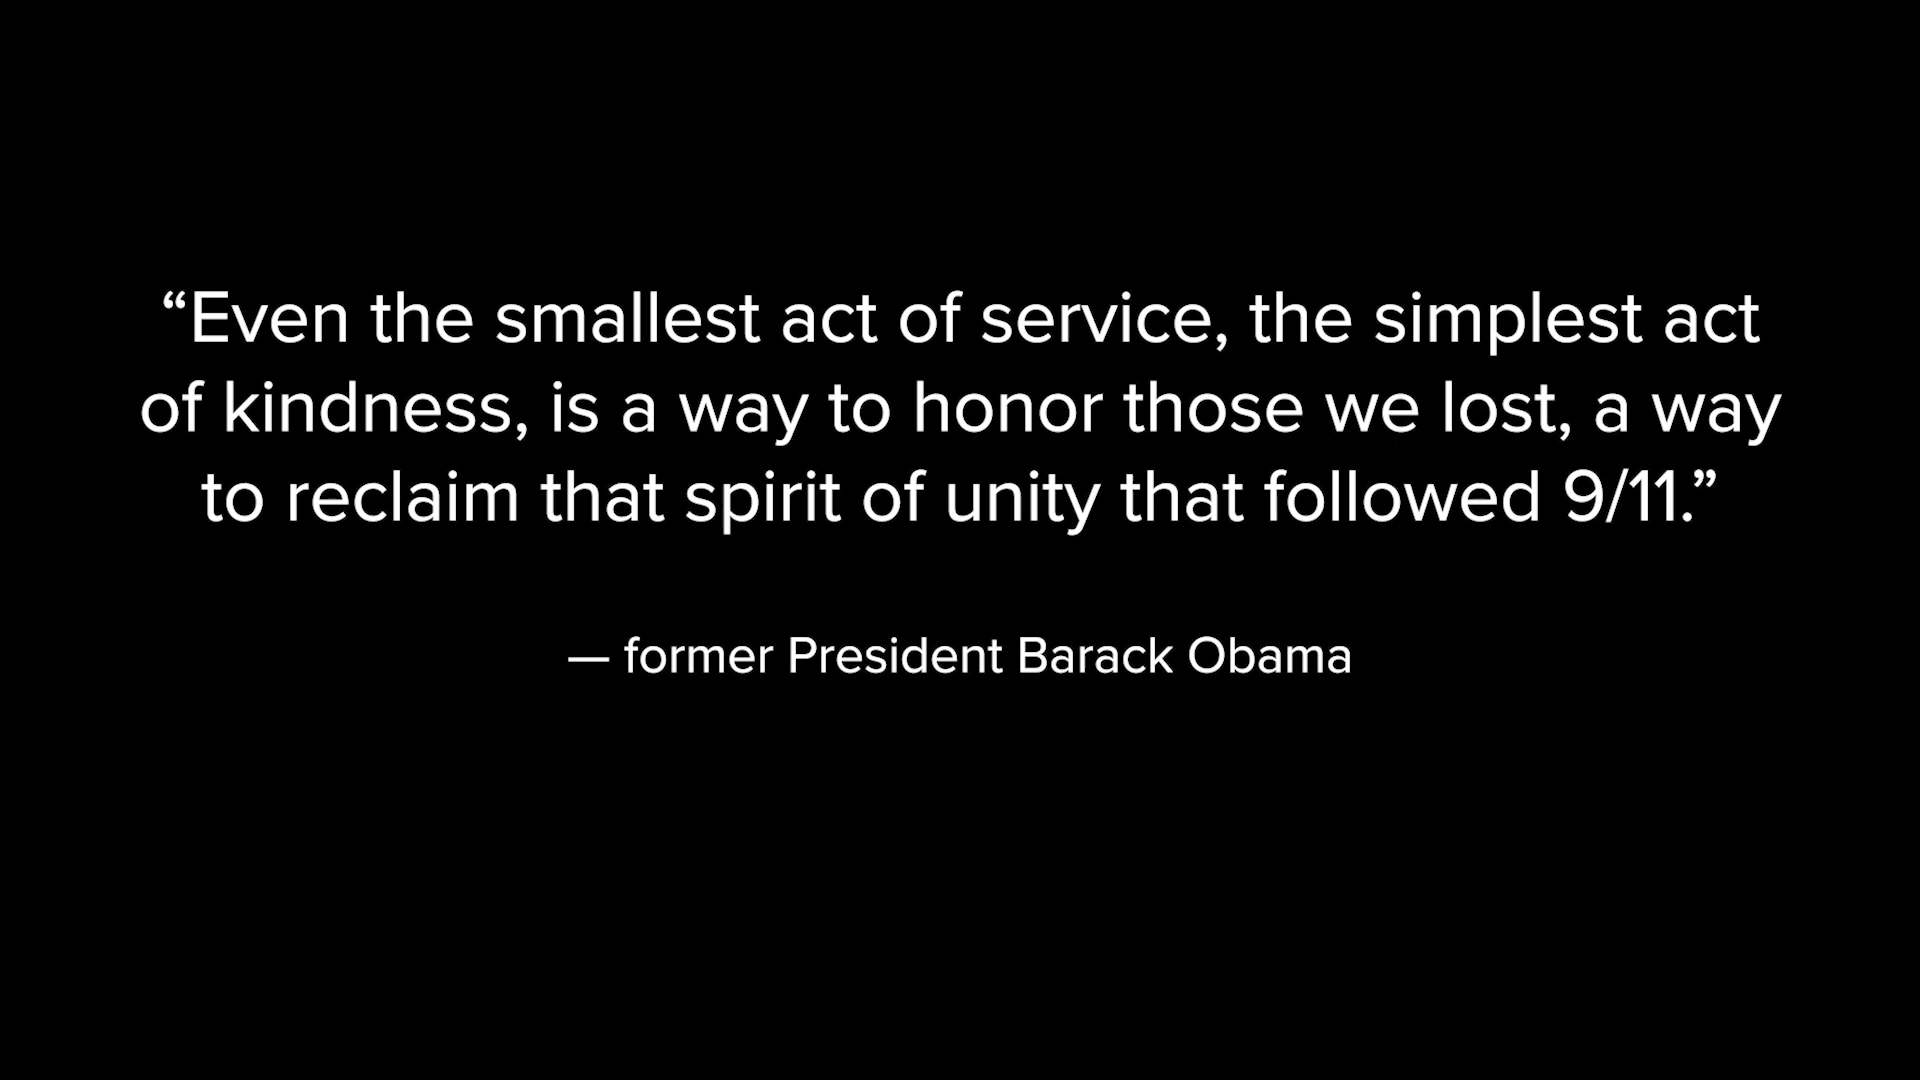 “Even the smallest act of service, the simplest act
of kindness, is a way to honor those we lost, a way
to reclaim that spirit of unity that followed 9/11.”
— former President Barack Obama